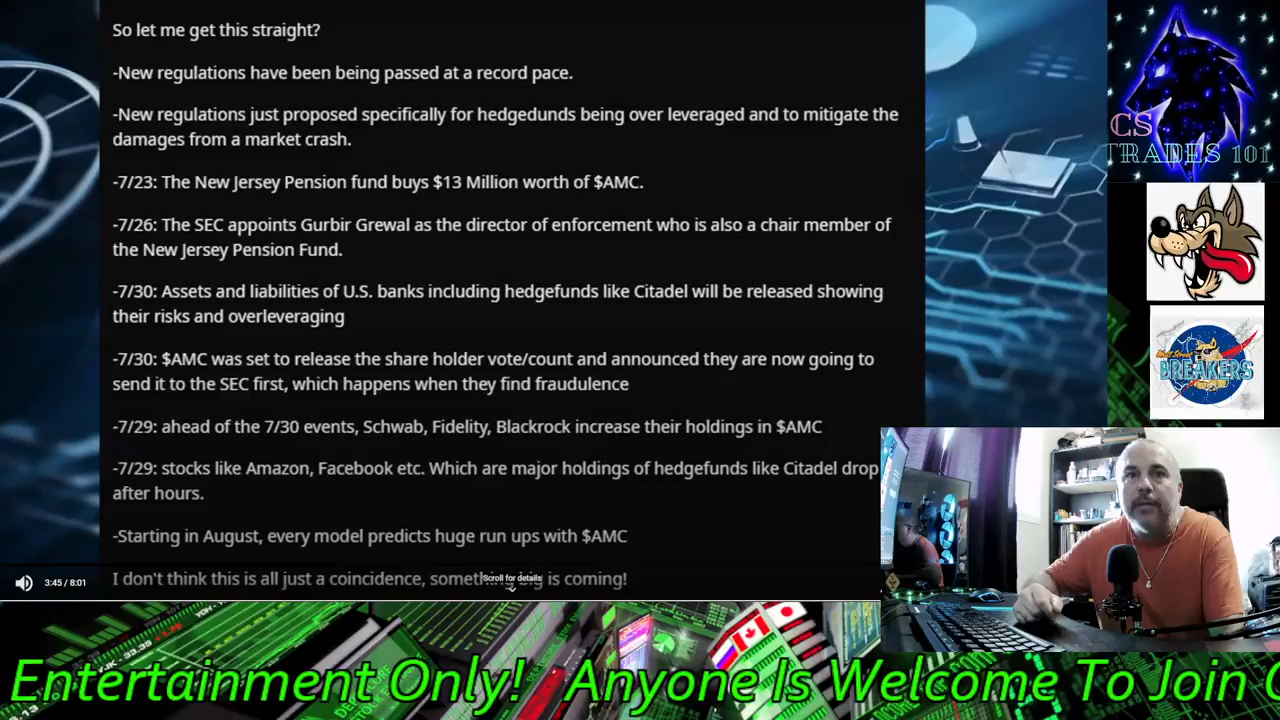 So let me get this straight?
-New regulations have been being passed at a record pace.
-New regulations just proposed specifically for hedgedunds being over leveraged and to mitigate the
damages from a market crash.
-7/23: The New Jersey Pension fund buys $13 Million worth of $AMC.
-7/26: The SEC appoints Gurbir Grewal as the director of enforcement who is also a chair member of
the New Jersey Pension Fund.
-7/30: Assets and liabilities of U.S. banks including hedgefunds like Citadel will be released showing
their risks and overleveraging
-7/30: $AMC was set to release the share holder vote/count and announced they are now going to
send it to the SEC first, which happens when they find fraudulence
-7/29: ahead of the 7/30 events, Schwab, Fidelity, Blackrock increase their holdings in $AMC
-7/29: stocks like Amazon, Facebook etc. Which are major holdings of hedgefunds like Citadel drop
after hours.
-Starting in August, every model predicts huge run ups with $AMC
I don't think this is all just a coincidence, something big is coming!
Scroll for details
3:45 / 8:01
CS
TRADES 101
BREAKERS
Entertainment Only! Anyone Is Welcome To Join